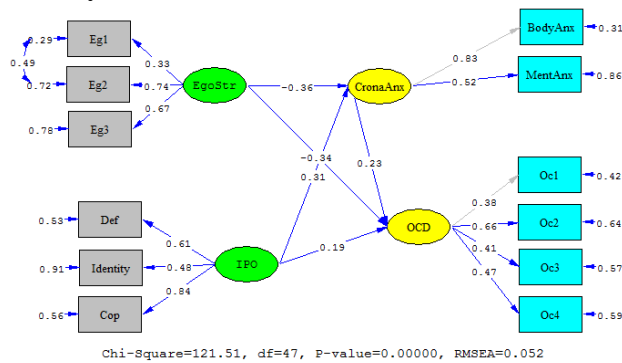 0.29 Eg1
0.49
0.72 Eg2
0.78 Eg3
0.33
0.74
0.67
EgoStr
-0.36
CronaAnx
0.83
0.52
BodyAnx 0.31
MentAnx 0.86
-0.34
0.31
0.23
0.53 Def
0.91 Identity
0.56 Cop
0.61
0.48
0.84
IPO
0.19
OCD
0.38
0.66
0.41
0.47
Oc1 0.42
Oc2 0.64
Oc3 0.57
Oc4 0.59
Chi-Square=121.51, df=47, P-value=0.00000, RMSEA=0.052